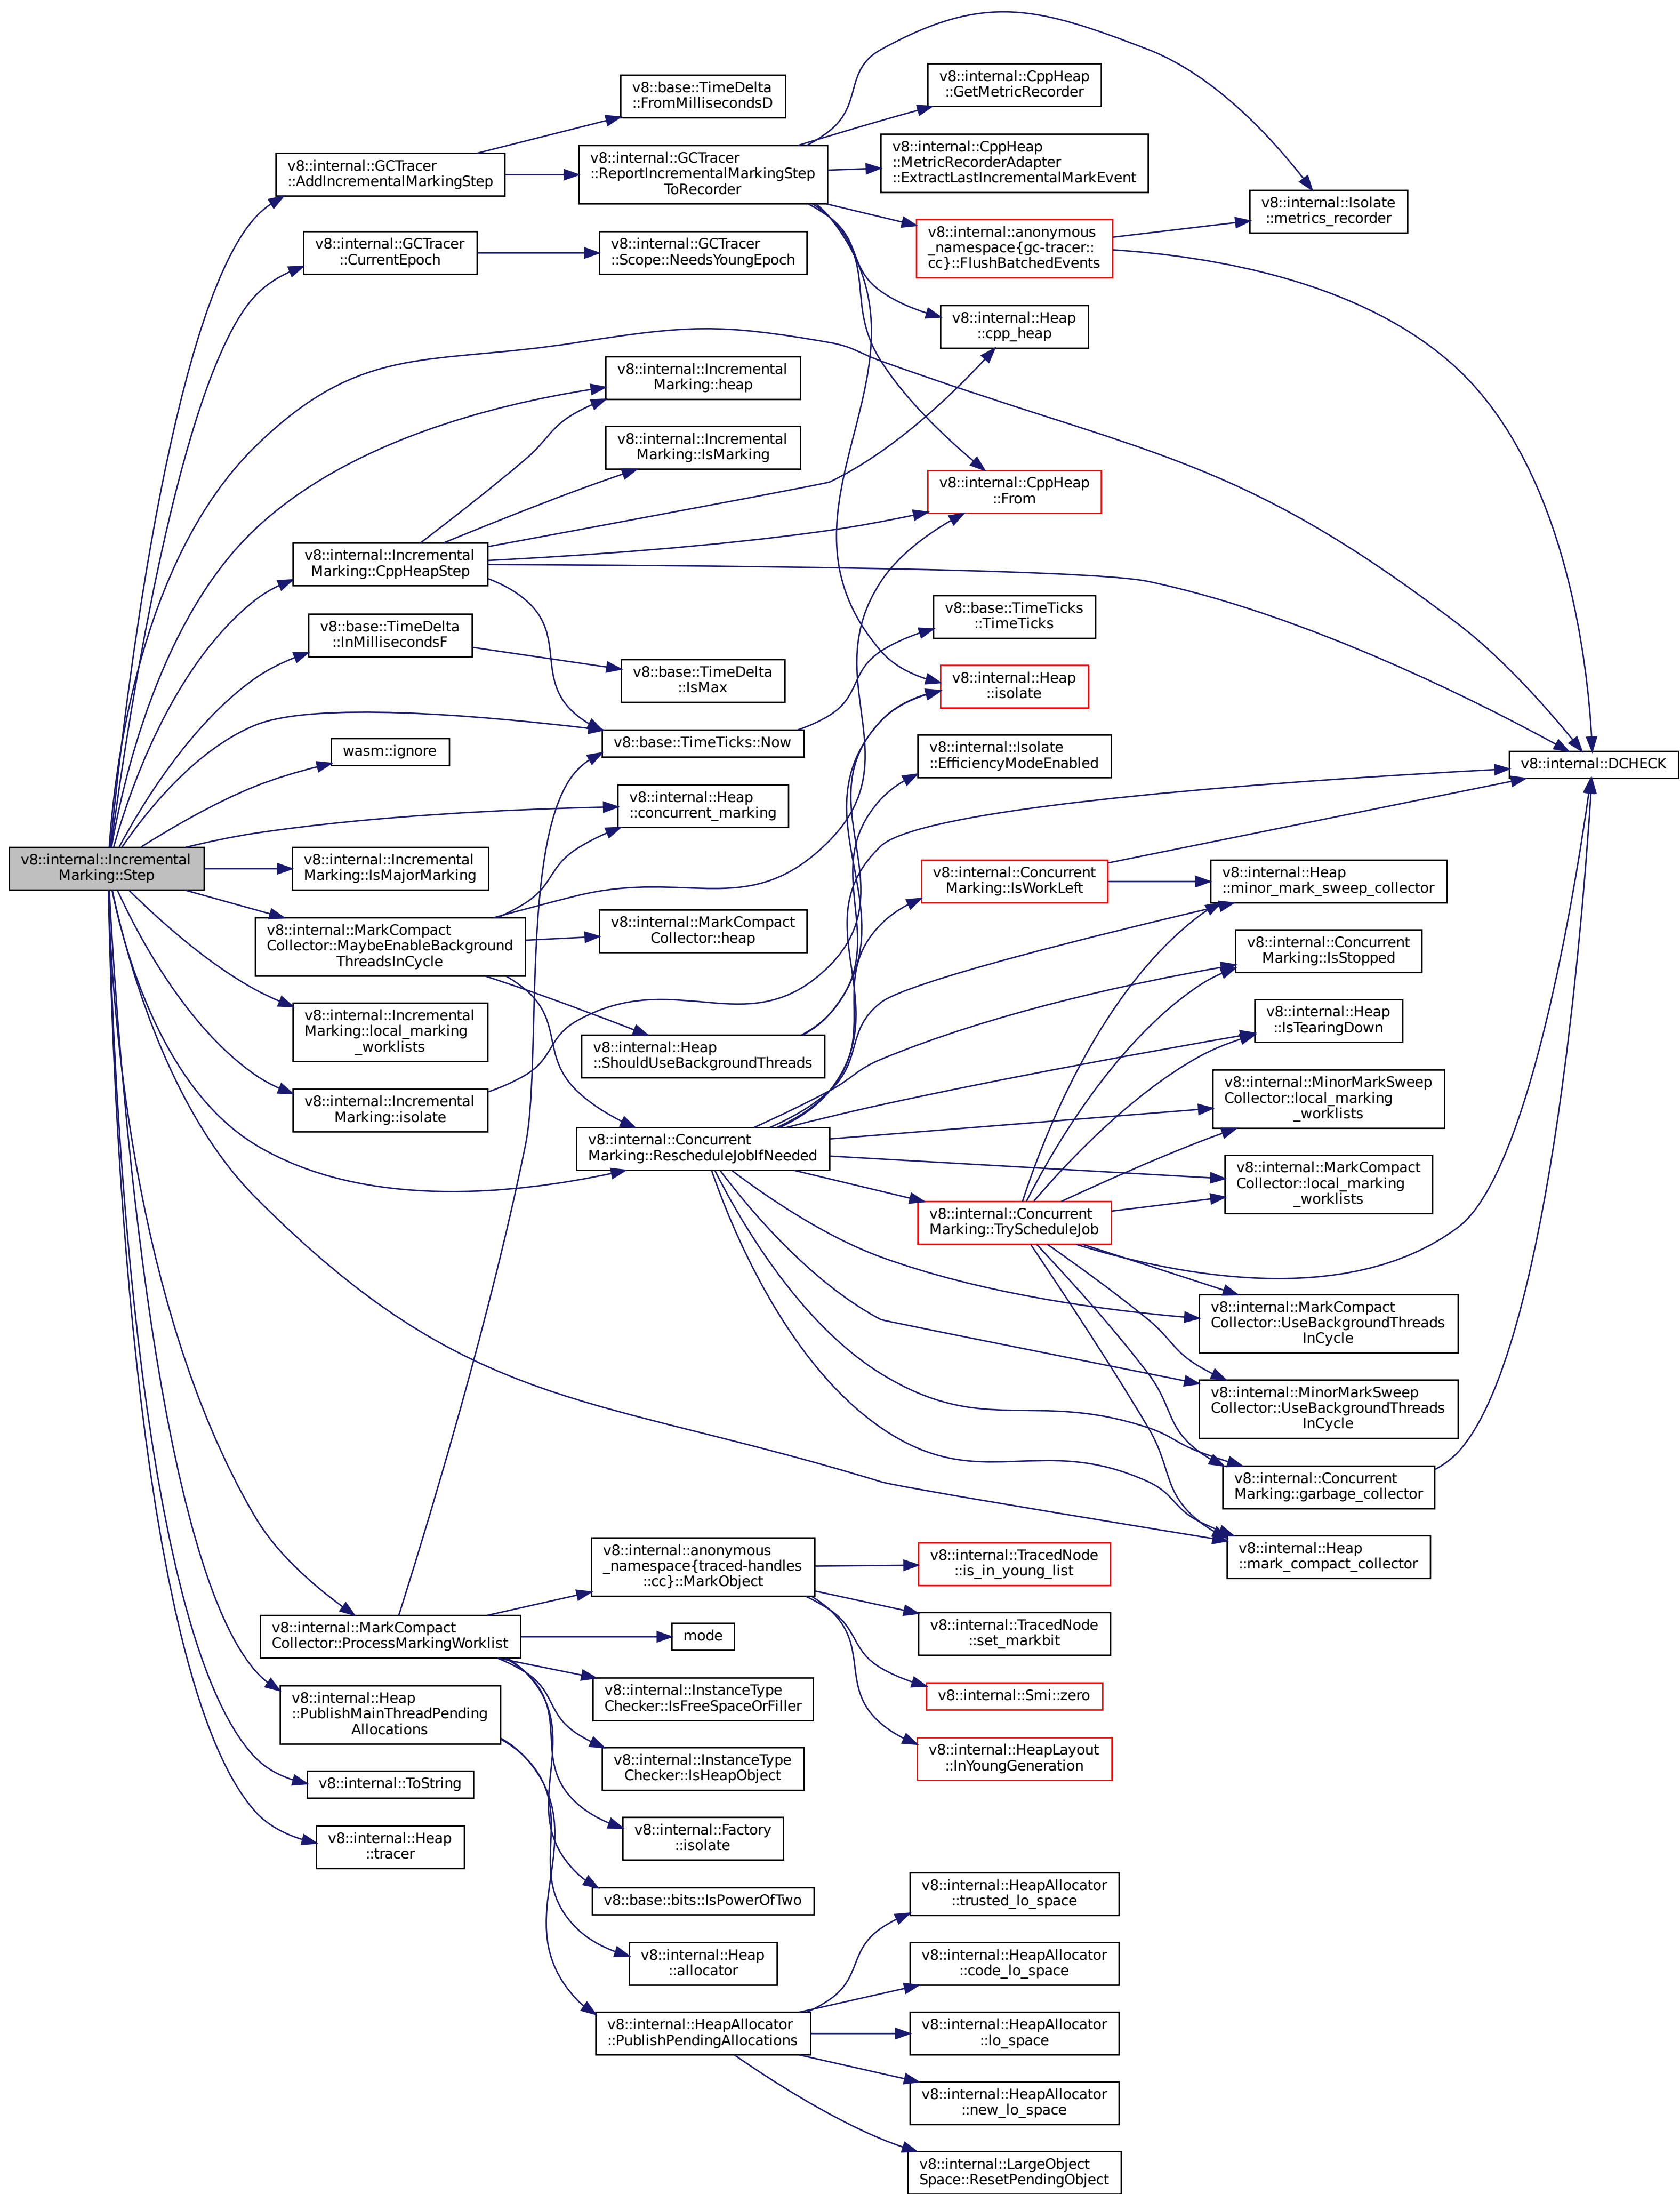 v8::base::TimeDelta
::FromMillisecondsD
v8::internal::CppHeap
::GetMetricRecorder
v8::internal::GCTracer
::AddIncrementalMarkingStep
v8::internal::GCTracer
::ReportIncrementalMarkingStep
ToRecorder
v8::internal::CppHeap
::MetricRecorderAdapter
::ExtractLastIncrementalMarkEvent
v8::internal::Isolate
::metrics_recorder
v8::internal::GCTracer
::CurrentEpoch
v8::internal::GCTracer
::Scope::NeedsYoungEpoch
v8::internal::anonymous
_namespace{gc-tracer::
cc}::FlushBatchedEvents
v8::internal::Heap
::cpp_heap
v8::internal::Incremental
Marking::heap
v8::internal::Incremental
Marking::IsMarking
v8::internal::CppHeap
::From
v8::internal::Incremental
Marking::CppHeapStep
v8::base::TimeTicks
::TimeTicks
v8::base::TimeDelta
::InMillisecondsF
v8::base::TimeDelta
::IsMax
v8::internal::Heap
::isolate
wasm::ignore
v8::base::TimeTicks::Now
v8::internal::Isolate
::EfficiencyModeEnabled
v8::internal::DCHECK
v8::internal::Heap
::concurrent_marking
v8::internal::Incremental
Marking::Step
v8::internal::Incremental
Marking::IsMajorMarking
v8::internal::Concurrent
Marking::IsWorkLeft
v8::internal::Heap
::minor_mark_sweep_collector
v8::internal::MarkCompact
Collector::MaybeEnableBackground
ThreadsInCycle
v8::internal::MarkCompact
Collector::heap
v8::internal::Concurrent
Marking::IsStopped
v8::internal::Incremental
Marking::local_marking
_worklists
v8::internal::Heap
::ShouldUseBackgroundThreads
v8::internal::Heap
::IsTearingDown
v8::internal::Incremental
Marking::isolate
v8::internal::Concurrent
Marking::RescheduleJobIfNeeded
v8::internal::MinorMarkSweep
Collector::local_marking
_worklists
v8::internal::MarkCompact
Collector::local_marking
_worklists
v8::internal::Concurrent
Marking::TryScheduleJob
v8::internal::MarkCompact
Collector::UseBackgroundThreads
InCycle
v8::internal::MinorMarkSweep
Collector::UseBackgroundThreads
InCycle
v8::internal::Concurrent
Marking::garbage_collector
v8::internal::Heap
::mark_compact_collector
v8::internal::anonymous
_namespace{traced-handles
::cc}::MarkObject
v8::internal::TracedNode
::is_in_young_list
v8::internal::MarkCompact
Collector::ProcessMarkingWorklist
mode
v8::internal::TracedNode
::set_markbit
v8::internal::InstanceType
Checker::IsFreeSpaceOrFiller
v8::internal::Smi::zero
v8::internal::Heap
::PublishMainThreadPending
Allocations
v8::internal::InstanceType
Checker::IsHeapObject
v8::internal::HeapLayout
::InYoungGeneration
v8::internal::ToString
v8::internal::Factory
::isolate
v8::internal::Heap
::tracer
v8::base::bits::IsPowerOfTwo
v8::internal::HeapAllocator
::trusted_lo_space
v8::internal::Heap
::allocator
v8::internal::HeapAllocator
::code_lo_space
v8::internal::HeapAllocator
::PublishPendingAllocations
v8::internal::HeapAllocator
::lo_space
v8::internal::HeapAllocator
::new_lo_space
v8::internal::LargeObject
Space::ResetPendingObject